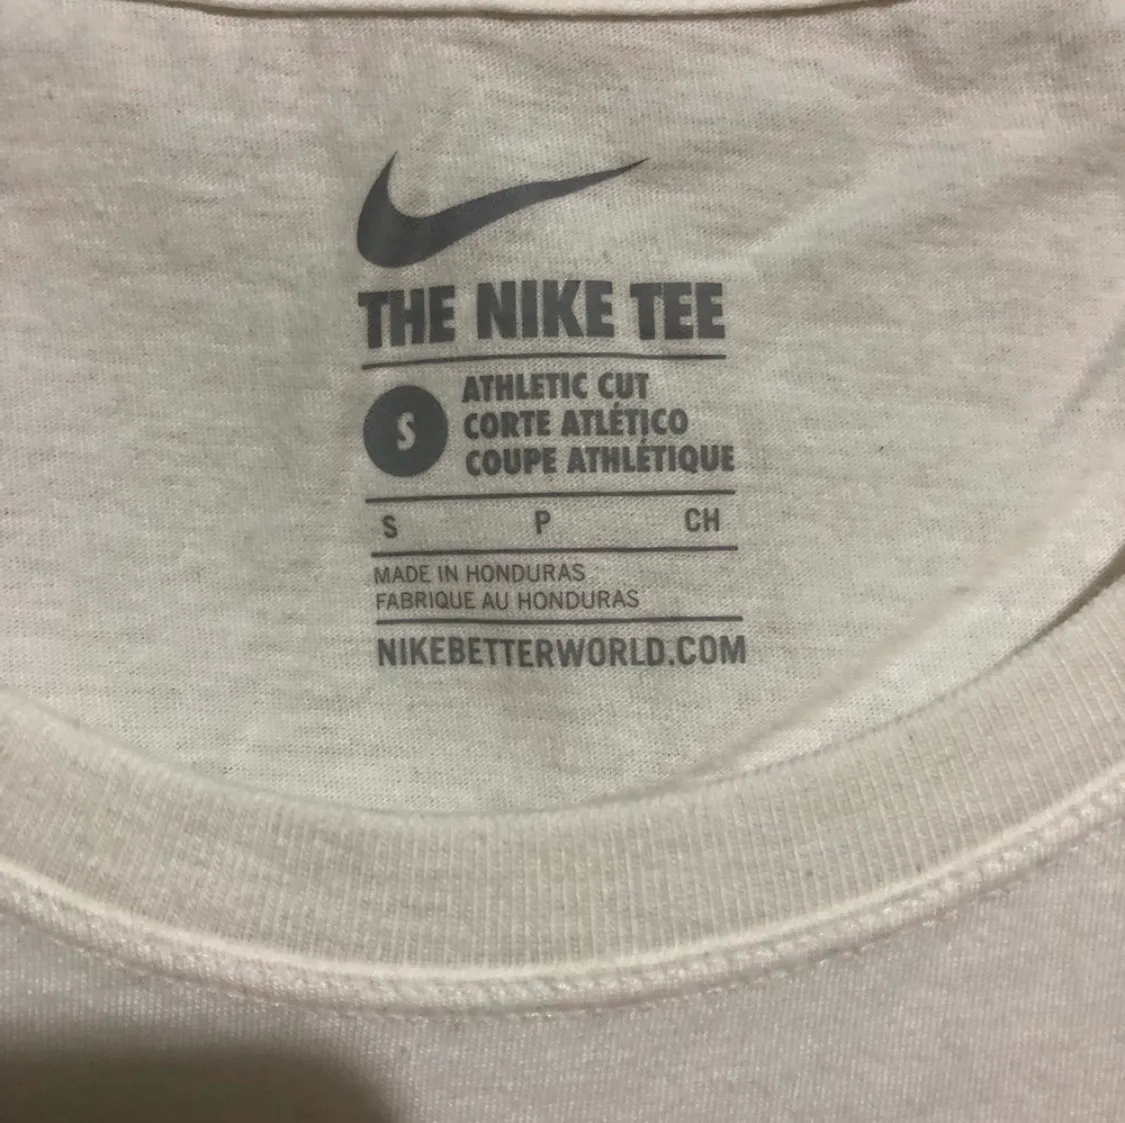 THE NIKE TEE
S
ATHLETIC CUT
CORTE ATLÉTICO
COUPE ATHLÉTIQUE
S P CH
MADE IN HONDURAS
FABRIQUE AU HONDURAS
NIKEBETTERWORLD.COM